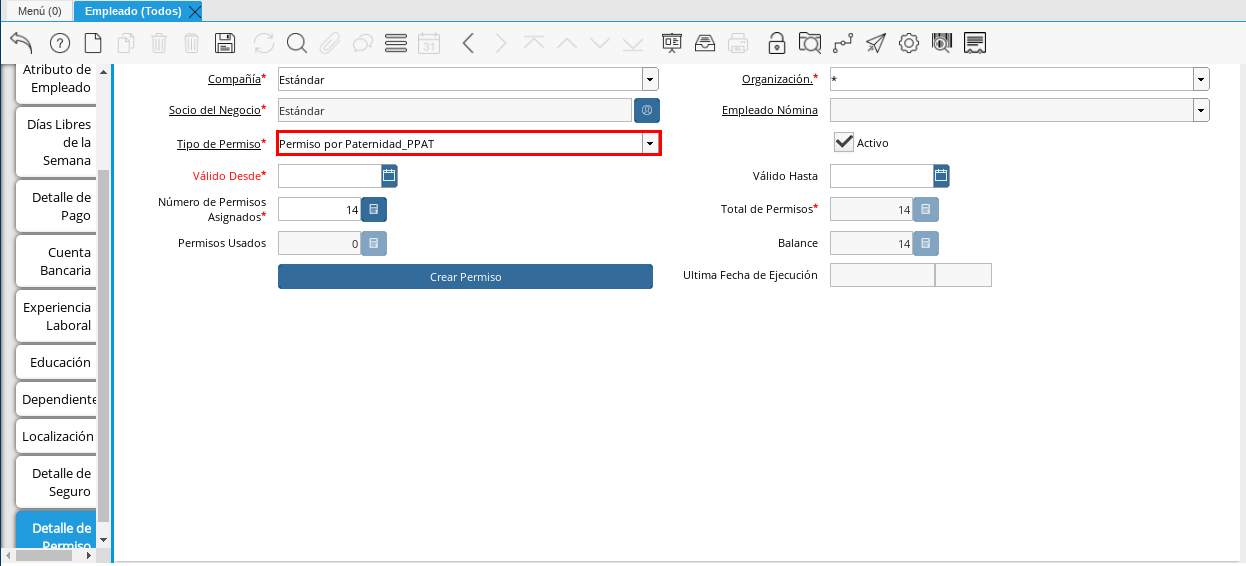 Menú (0)
Empleado (Todos)
?
31
Atributo de
Empleado
Días Libres
de la
Semana
Detalle de
Pago
Cuenta
Bancaria
Experiencia
Laboral
Educación
Dependiente
Localización
Detalle de
Seguro
Detalle de
Permiso
Compañía* Estándar
Organización.* *
Socio del Negocio* Estándar
Empleado Nómina
Tipo de Permiso* Permiso por Paternidad_PPAT
Activo
Válido Desde*
Válido Hasta
Número de Permisos
Asignados* 14
Total de Permisos* 14
Permisos Usados 0
Balance 14
Crear Permiso
Ultima Fecha de Ejecución